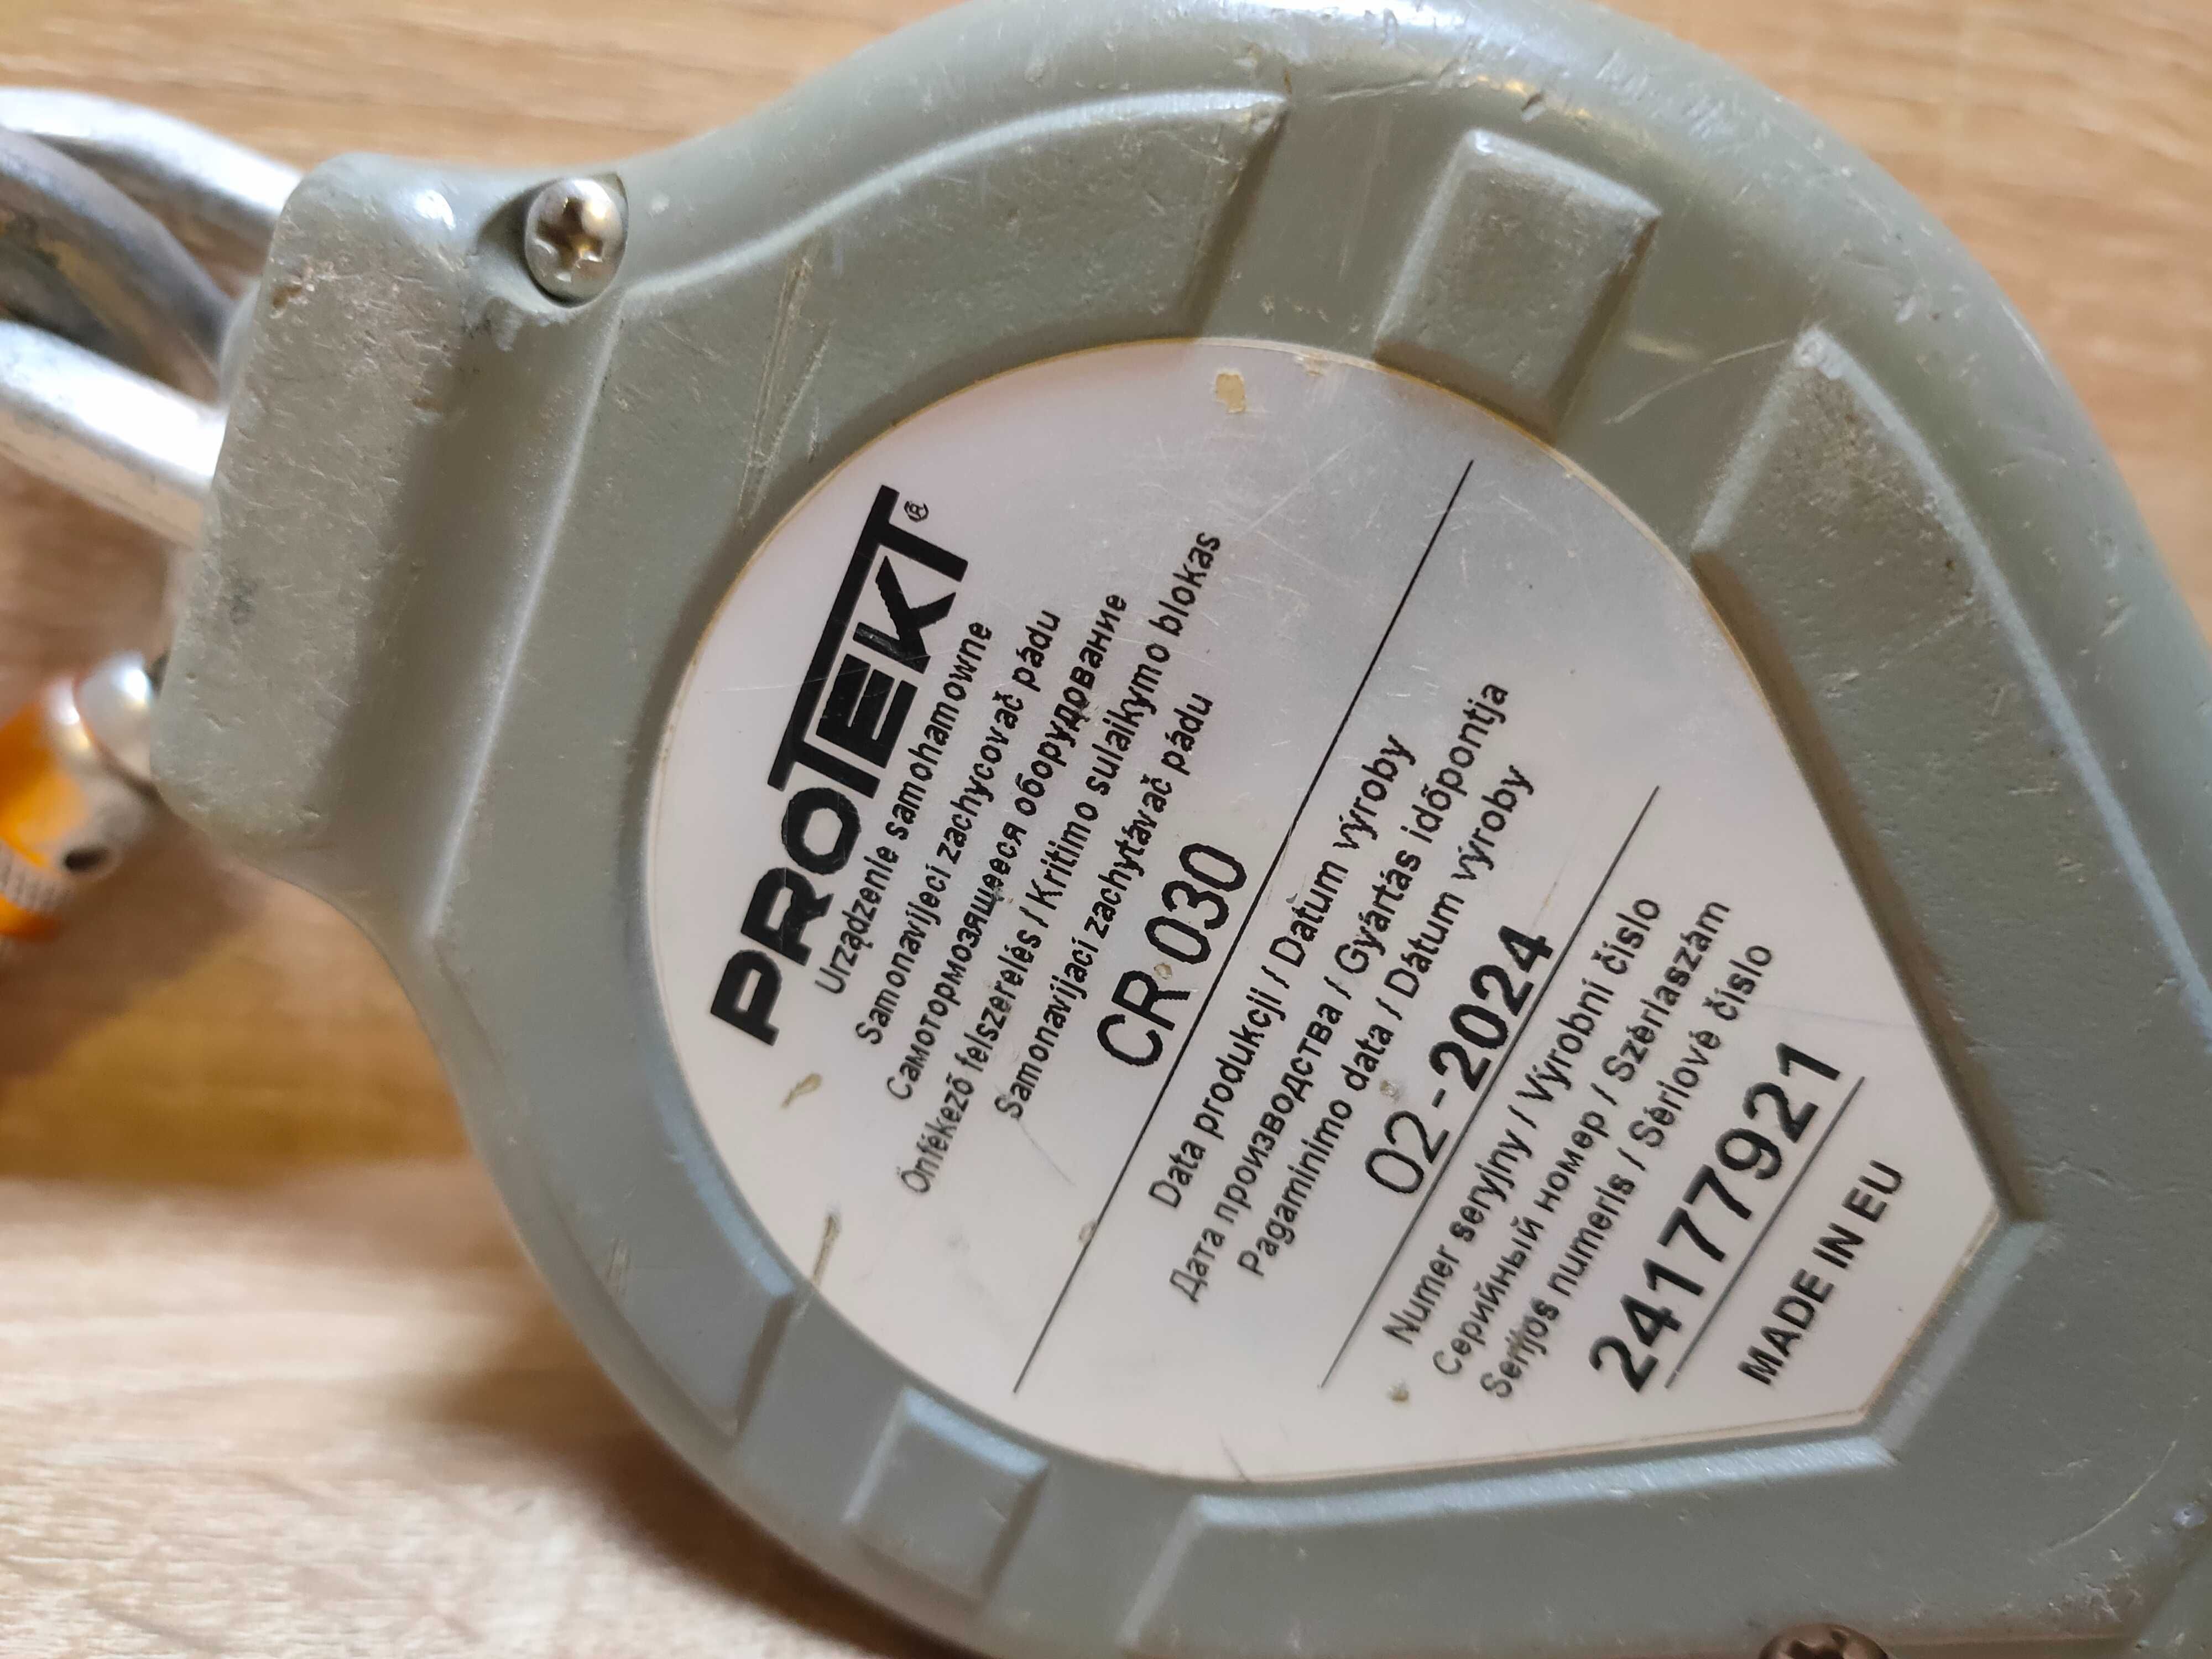 PROTEKT®
Urządzenie samohamowne
Samonavíjecí zachycovač pádu
Самотормозящееся оборудование
Önfékező felszerelés / Kritimo sulaikymo blokas
Samonavíjací zachytávač pádu
CR 030
Data produkcji / Datum výroby
Дата производства / Gyártás időpontja
Pagaminimo data / Dátum výroby
02-2024
Numer seryjny / Výrobní číslo
Серийный номер / Szériaszám
Serijos numeris / Sériové číslo
24177921
MADE IN EU